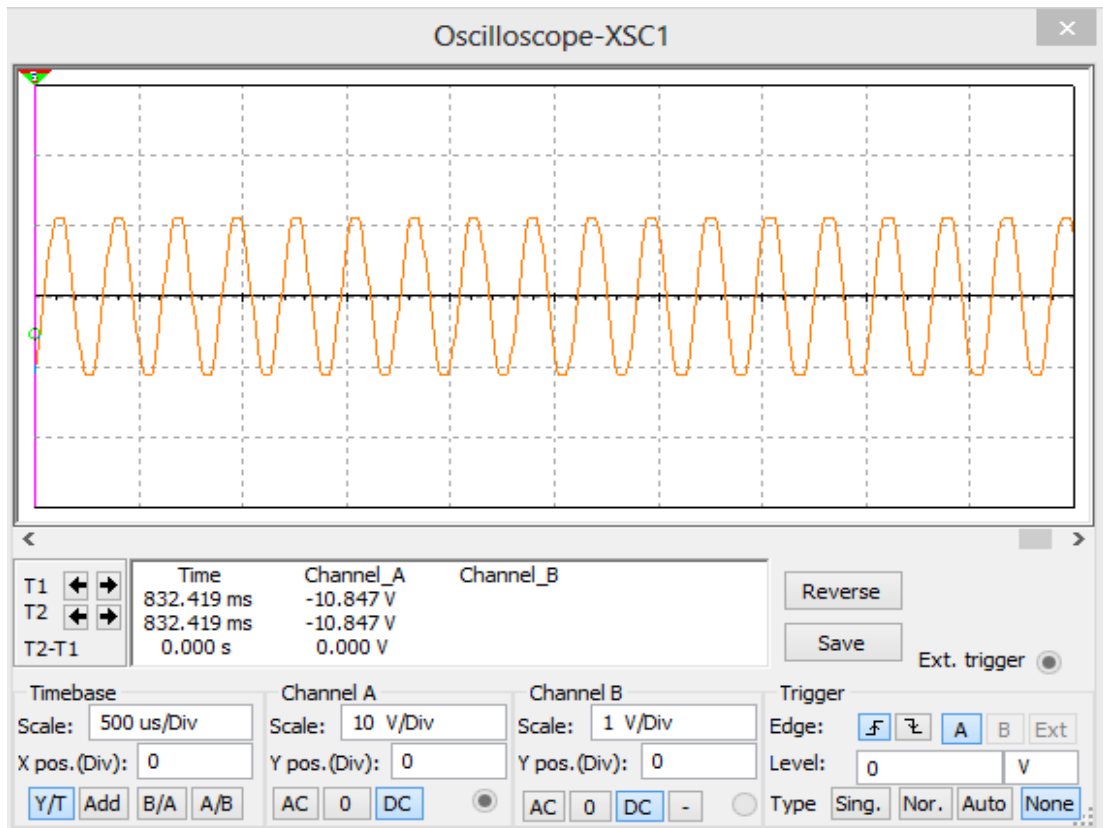 Oscilloscope-XSC1
Time Channel_A Channel_B
T1 832.419 ms -10.847 V
T2 832.419 ms -10.847 V
T2-T1 0.000 s 0.000 V
Reverse
Save
Ext. trigger
Timebase Channel A Channel B Trigger
Scale: 500 us/Div Scale: 10 V/Div Scale: 1 V/Div Edge: A B Ext
X pos.(Div): 0 Y pos.(Div): 0 Y pos.(Div): 0 Level: 0 V
Y/T Add B/A A/B AC 0 DC AC 0 DC - Type Sing. Nor. Auto None